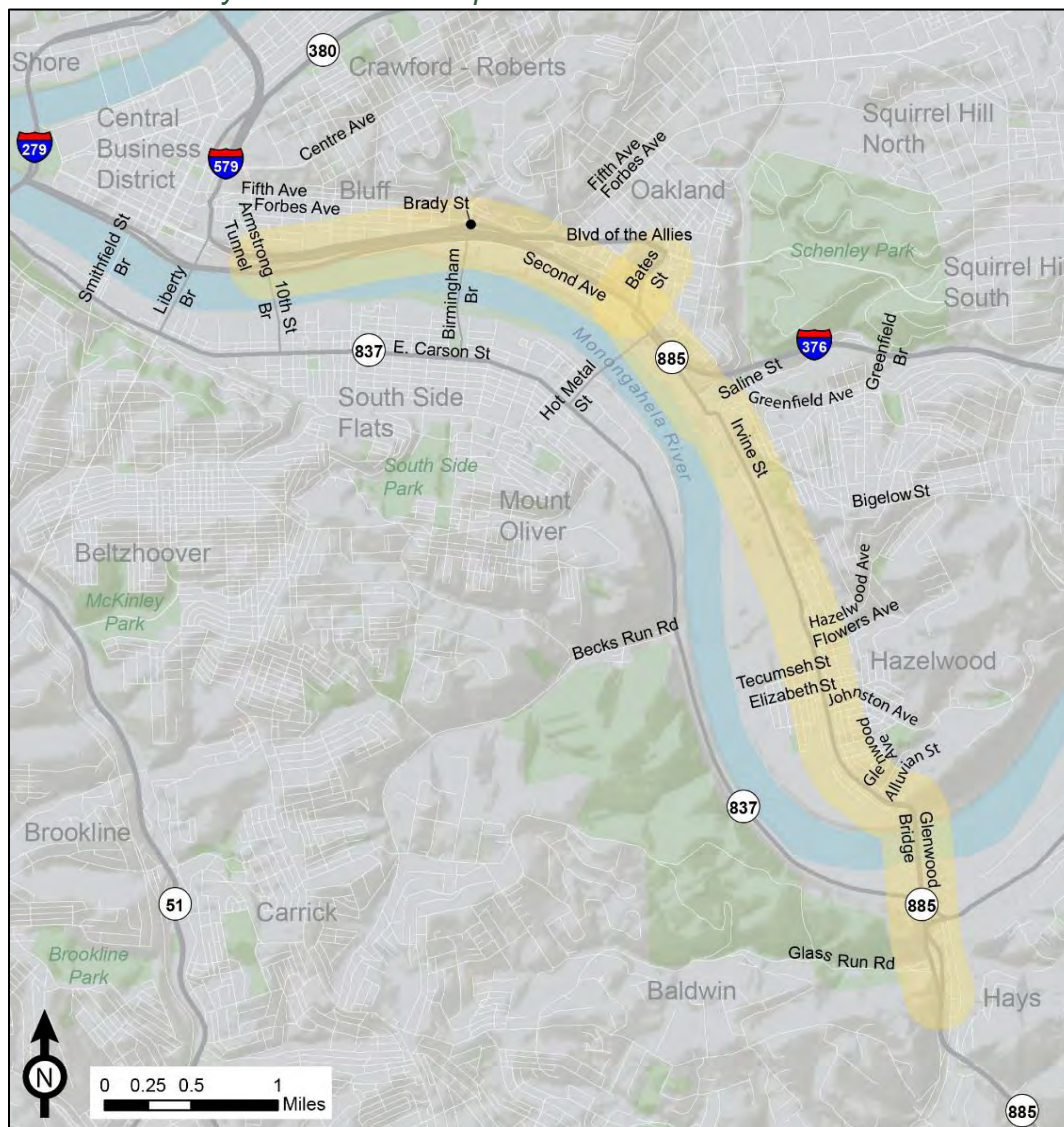 380
Shore
Crawford - Roberts
Central
Business
District
279
579
Centre Ave
Squirrel Hill
North
Fifth Ave
Forbes Ave
Oakland
Fifth Ave
Forbes Ave
Bluff
Brady St
Armstrong
Tunnel
Blvd of the Allies
Schenley Park
Smithfield St
Br
Liberty
Br
10th St
Br
Birmingham
Br
Second Ave
Bates
St
Squirrel Hi
South
837
E. Carson St
Monongahela River
885
376
Saline St
Greenfield Ave
Greenfield
Br
Hot Metal
St
South Side
Flats
South Side
Park
Irvine St
Mount
Oliver
Bigelow St
Beltzhoover
McKinley
Park
Hazelwood Ave
Flowers Ave
Becks Run Rd
Hazelwood
Tecumseh St
Elizabeth St
Johnston Ave
Glenwood
Ave
Alluvian St
837
Glenwood
Bridge
Brookline
51
Carrick
885
Brookline
Park
Glass Run Rd
Baldwin
Hays
N
0 0.25 0.5 1
Miles
885